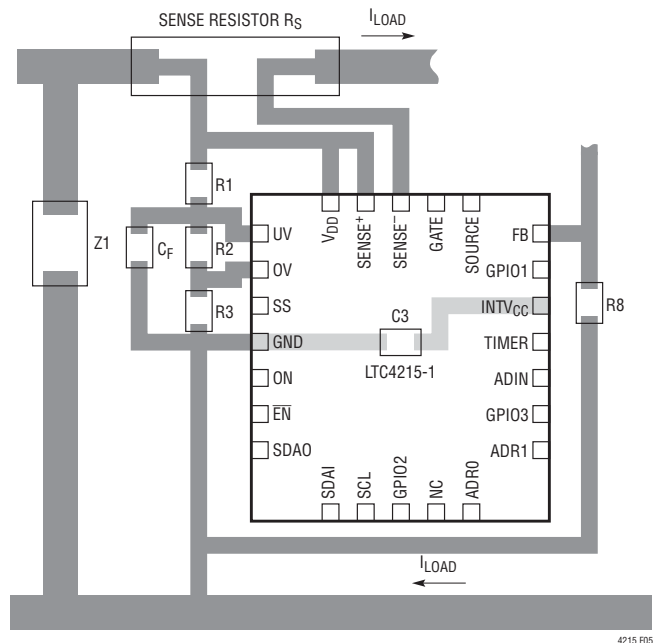 SENSE RESISTOR RS
ILOAD
R1
Z1
CF
R2
R3
UV
OV
SS
GND
ON
EN
SDAO
VDD
SENSE+
SENSE−
GATE
SOURCE
FB
GPIO1
INTVCC
TIMER
ADIN
GPIO3
ADR1
R8
C3
LTC4215-1
SDAI
SCL
GPIO2
NC
ADR0
ILOAD
4215 F05